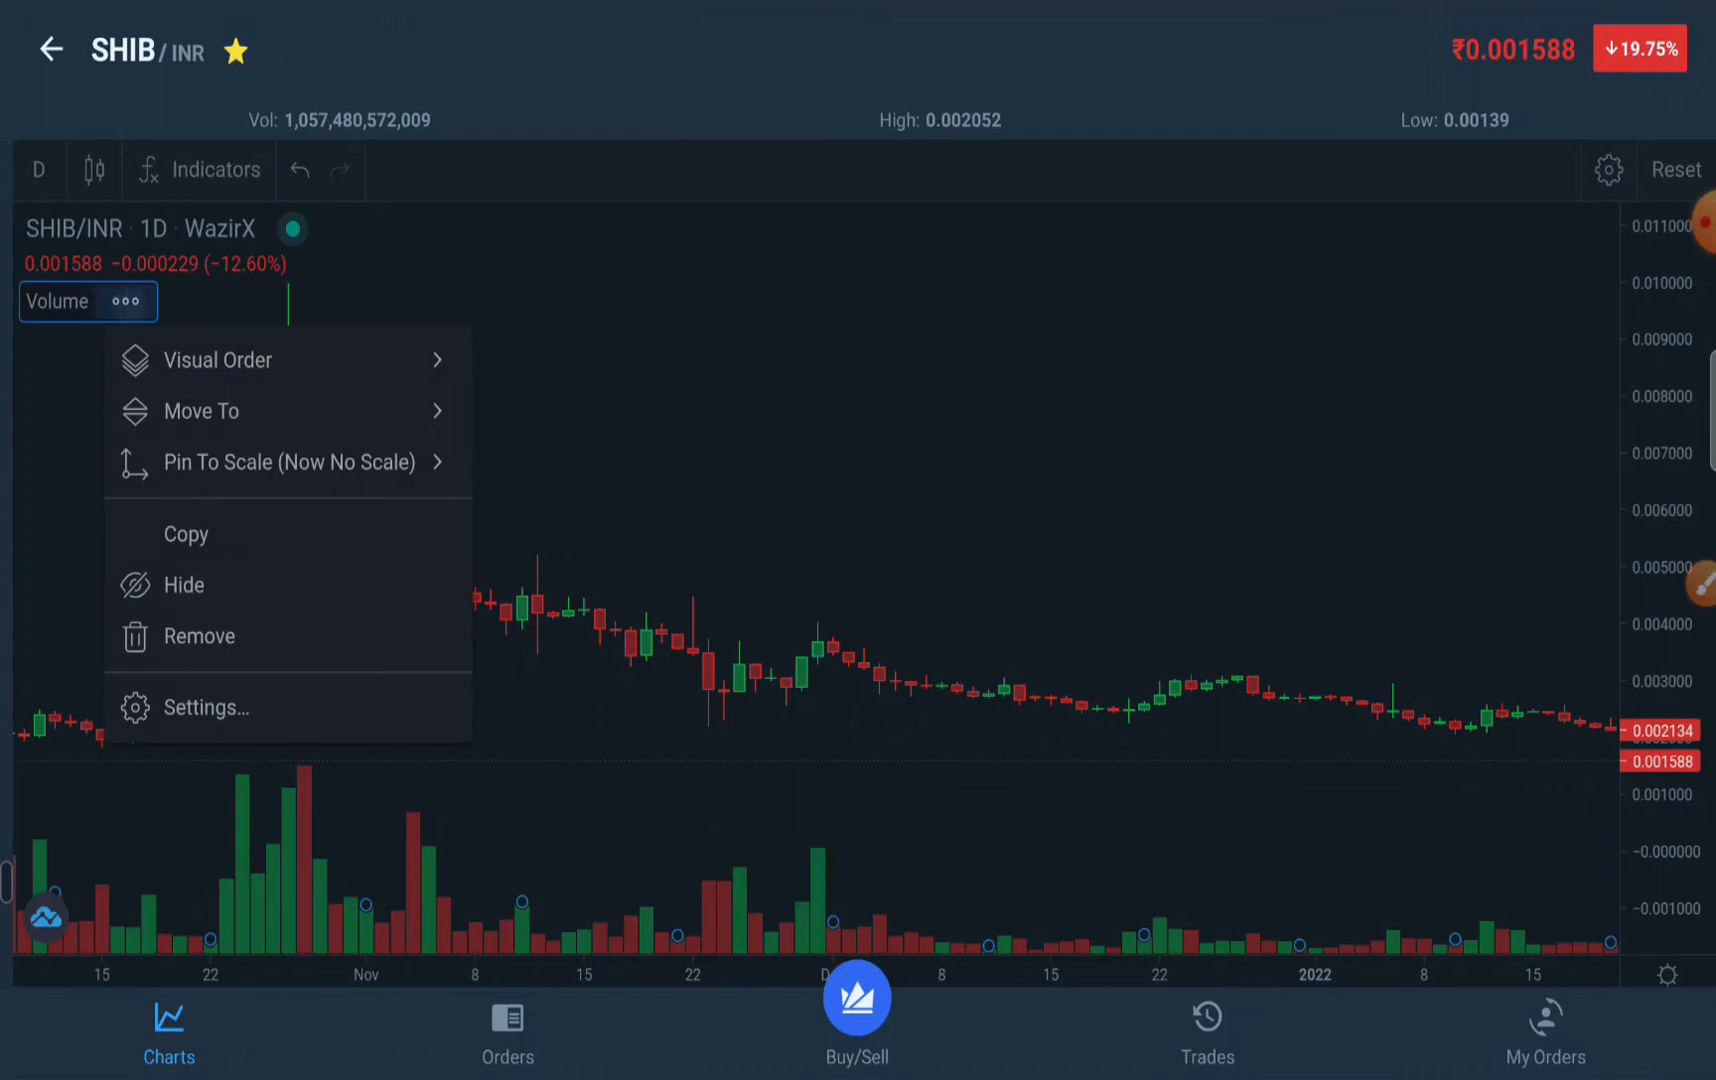 SHIB / INR
₹0.001588
↓19.75%
Vol: 1,057,480,572,009
High: 0.002052
Low: 0.00139
D
Indicators
Reset
SHIB/INR · 1D · WazirX
0.001588 −0.000229 (−12.60%)
Volume
Visual Order
Move To
Pin To Scale (Now No Scale)
Copy
Hide
Remove
Settings...
0.011000
0.010000
0.009000
0.008000
0.007000
0.006000
0.005000
0.004000
0.003000
0.002134
0.001588
0.001000
−0.000000
−0.001000
15 22 Nov 8 15 22 8 15 22 2022 8 15
Charts
Orders
Buy/Sell
Trades
My Orders